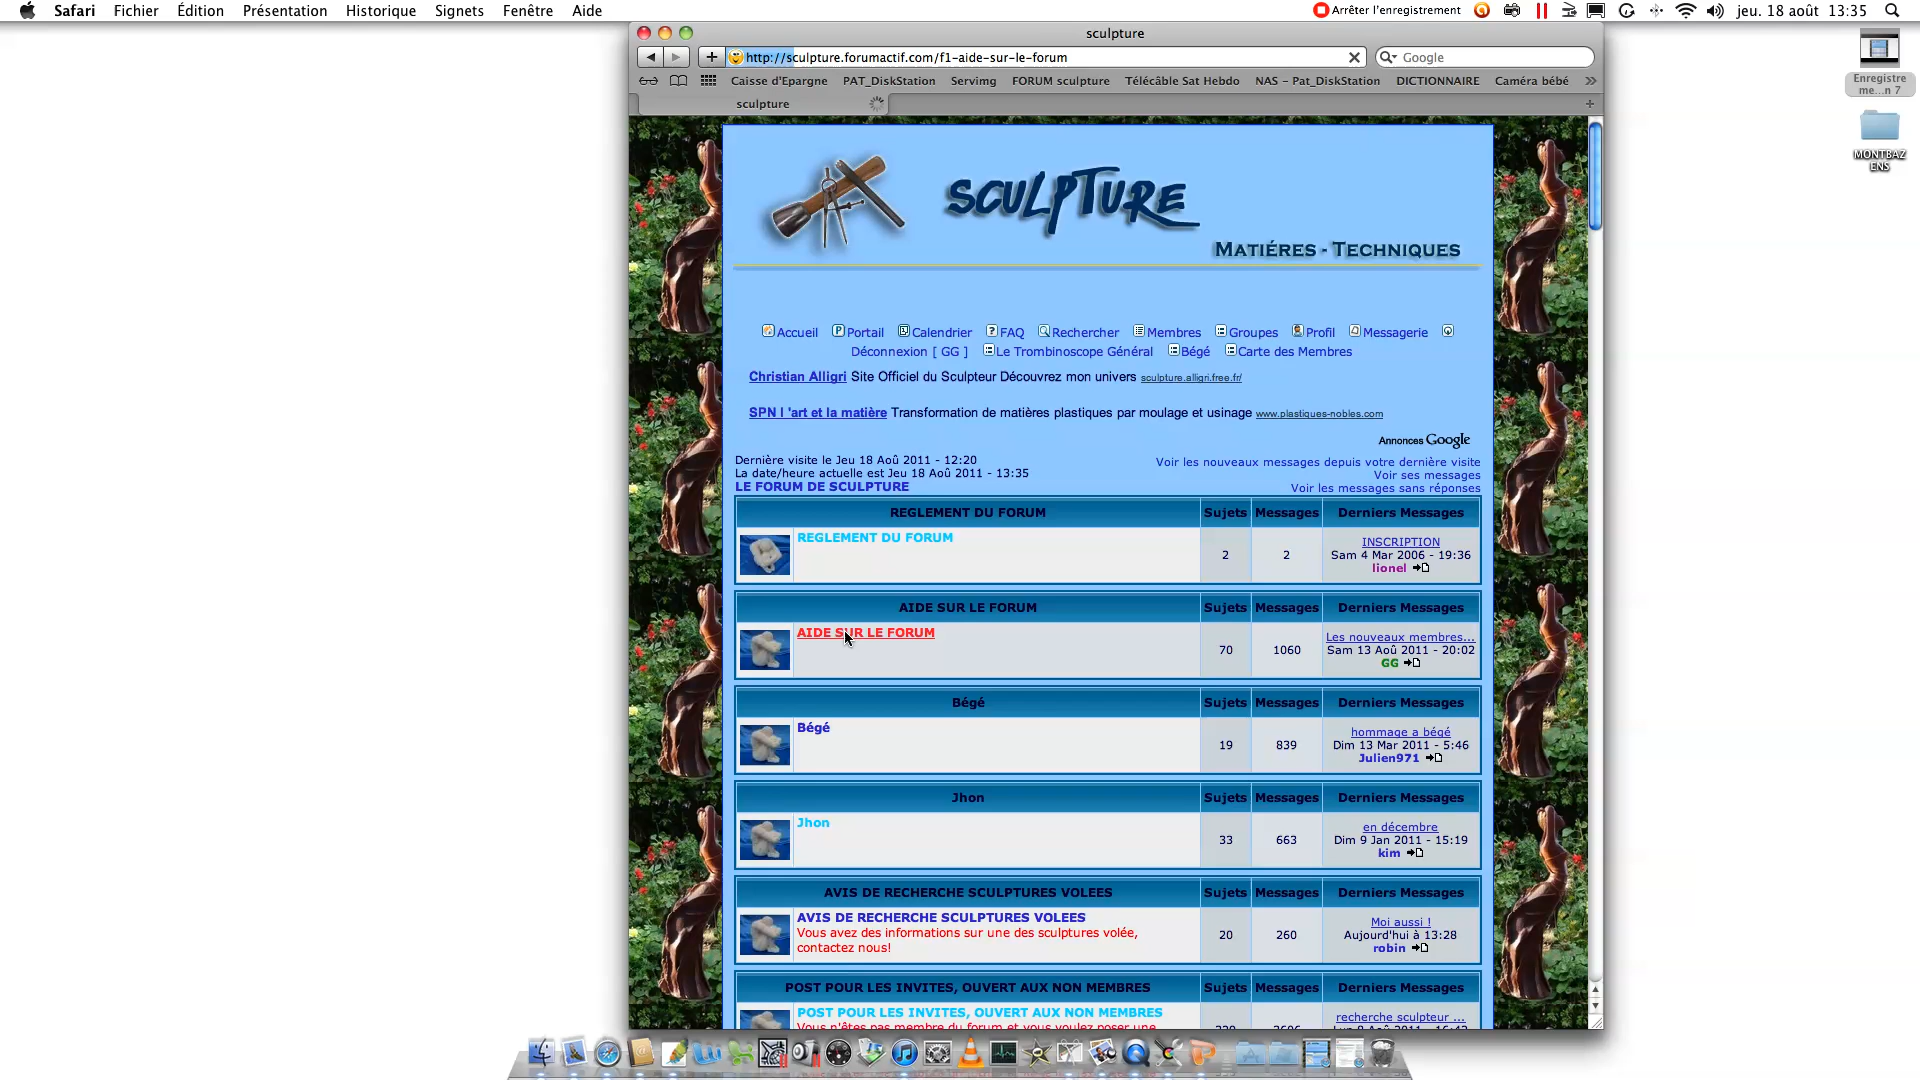 Safari Fichier Édition Présentation Historique Signets Fenêtre Aide
Arrêter l'enregistrement jeu. 18 août 13:35
sculpture
http://sculpture.forumactif.com/f1-aide-sur-le-forum
Google
Caisse d'Epargne PAT_DiskStation Servimg FORUM sculpture Télécâble Sat Hebdo NAS - Pat_DiskStation DICTIONNAIRE Caméra bébé
sculpture
Enregistre
me...n 7
MONTBAZ
ENS
SCULPTURE
MATIÉRES - TECHNIQUES
Accueil Portail Calendrier FAQ Rechercher Membres Groupes Profil Messagerie
Déconnexion [ GG ] Le Trombinoscope Général Bégé Carte des Membres
Christian Alligri Site Officiel du Sculpteur Découvrez mon univers sculpture.alligri.free.fr/
SPN l 'art et la matière Transformation de matières plastiques par moulage et usinage www.plastiques-nobles.com
Annonces Google
Dernière visite le Jeu 18 Aoû 2011 - 12:20
La date/heure actuelle est Jeu 18 Aoû 2011 - 13:35
LE FORUM DE SCULPTURE
Voir les nouveaux messages depuis votre dernière visite
Voir ses messages
Voir les messages sans réponses
REGLEMENT DU FORUM Sujets Messages Derniers Messages
REGLEMENT DU FORUM
2 2
INSCRIPTION
Sam 4 Mar 2006 - 19:36
lionel
AIDE SUR LE FORUM Sujets Messages Derniers Messages
AIDE SUR LE FORUM
70 1060
Les nouveaux membres...
Sam 13 Aoû 2011 - 20:02
GG
Bégé Sujets Messages Derniers Messages
Bégé
19 839
hommage a bégé
Dim 13 Mar 2011 - 5:46
Julien971
Jhon Sujets Messages Derniers Messages
Jhon
33 663
en décembre
Dim 9 Jan 2011 - 15:19
kim
AVIS DE RECHERCHE SCULPTURES VOLEES Sujets Messages Derniers Messages
AVIS DE RECHERCHE SCULPTURES VOLEES
Vous avez des informations sur une des sculptures volée,
contactez nous!
20 260
Moi aussi !
Aujourd'hui à 13:28
robin
POST POUR LES INVITES, OUVERT AUX NON MEMBRES Sujets Messages Derniers Messages
POST POUR LES INVITES, OUVERT AUX NON MEMBRES
Vous n'êtes pas membre du forum et vous voulez poser une
recherche sculpteur ...